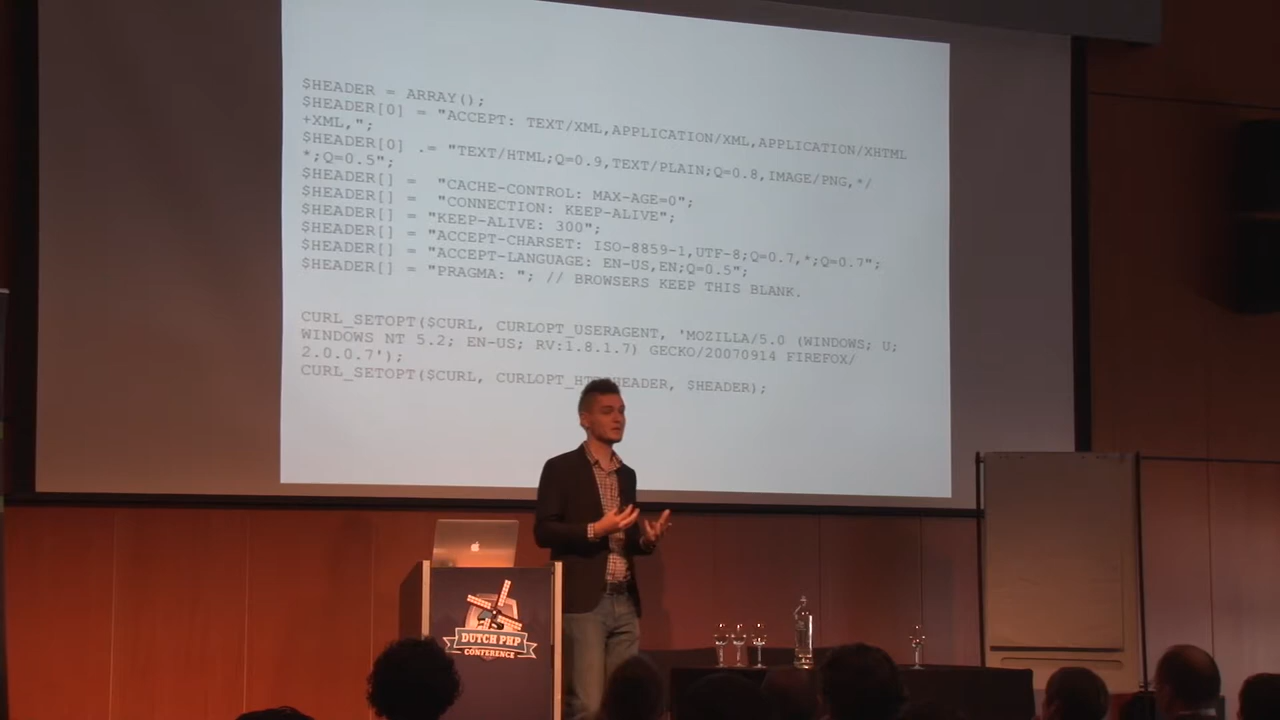 $HEADER = ARRAY();
$HEADER[0] = "ACCEPT: TEXT/XML,APPLICATION/XML,APPLICATION/XHTML
+XML,";
$HEADER[0] .= "TEXT/HTML;Q=0.9,TEXT/PLAIN;Q=0.8,IMAGE/PNG,*/
*;Q=0.5";
$HEADER[] = "CACHE-CONTROL: MAX-AGE=0";
$HEADER[] = "CONNECTION: KEEP-ALIVE";
$HEADER[] = "KEEP-ALIVE: 300";
$HEADER[] = "ACCEPT-CHARSET: ISO-8859-1,UTF-8;Q=0.7,*;Q=0.7";
$HEADER[] = "ACCEPT-LANGUAGE: EN-US,EN;Q=0.5";
$HEADER[] = "PRAGMA: "; // BROWSERS KEEP THIS BLANK.
CURL_SETOPT($CURL, CURLOPT_USERAGENT, 'MOZILLA/5.0 (WINDOWS; U;
WINDOWS NT 5.2; EN-US; RV:1.8.1.7) GECKO/20070914 FIREFOX/
2.0.0.7');
CURL_SETOPT($CURL, $HEADER);
DUTCH PHP
CONFERENCE